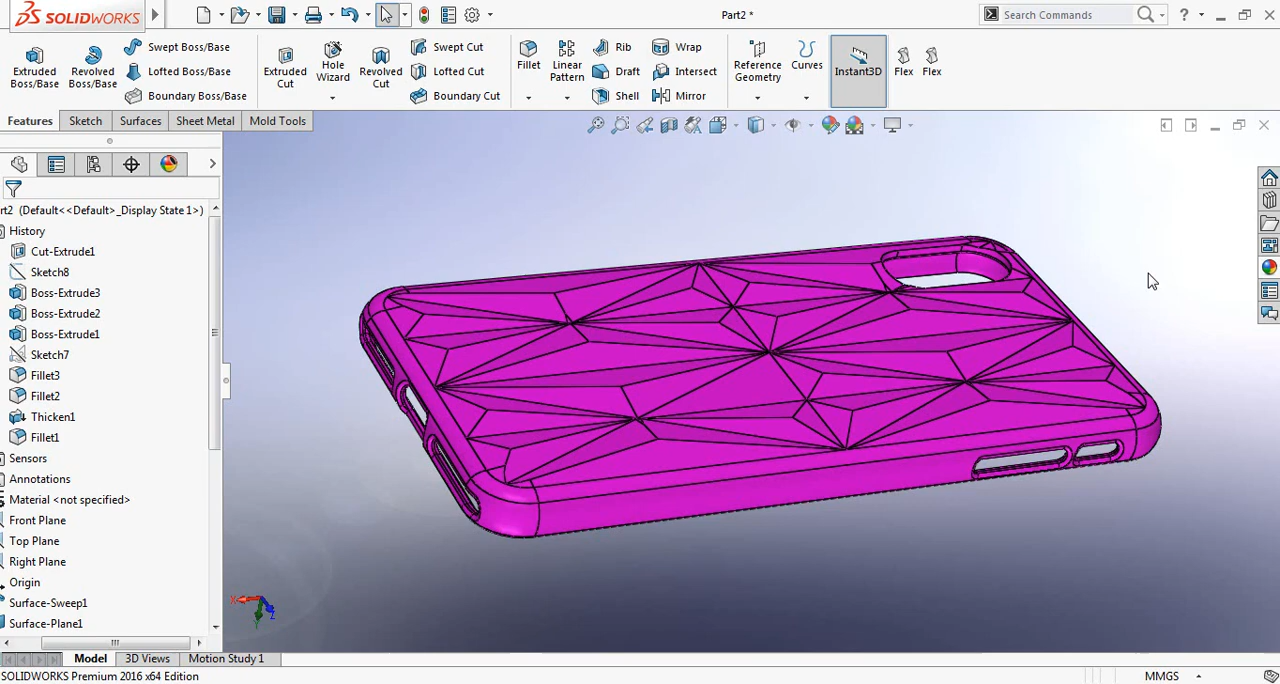 SOLIDWORKS
Part2 *
Search Commands
?
Extruded
Boss/Base
Revolved
Boss/Base
Swept Boss/Base
Lofted Boss/Base
Boundary Boss/Base
Extruded
Cut
Hole
Wizard
Revolved
Cut
Swept Cut
Lofted Cut
Boundary Cut
Fillet
Linear
Pattern
Rib
Draft
Shell
Wrap
Intersect
Mirror
Reference
Geometry
Curves
Instant3D
Flex
Flex
Features
Sketch
Surfaces
Sheet Metal
Mold Tools
rt2 (Default<<Default>_Display State 1>)
History
Cut-Extrude1
Sketch8
Boss-Extrude3
Boss-Extrude2
Boss-Extrude1
Sketch7
Fillet3
Fillet2
Thicken1
Fillet1
Sensors
Annotations
Material <not specified>
Front Plane
Top Plane
Right Plane
Origin
Surface-Sweep1
Surface-Plane1
X
Y
Z
Model
3D Views
Motion Study 1
SOLIDWORKS Premium 2016 x64 Edition
MMGS